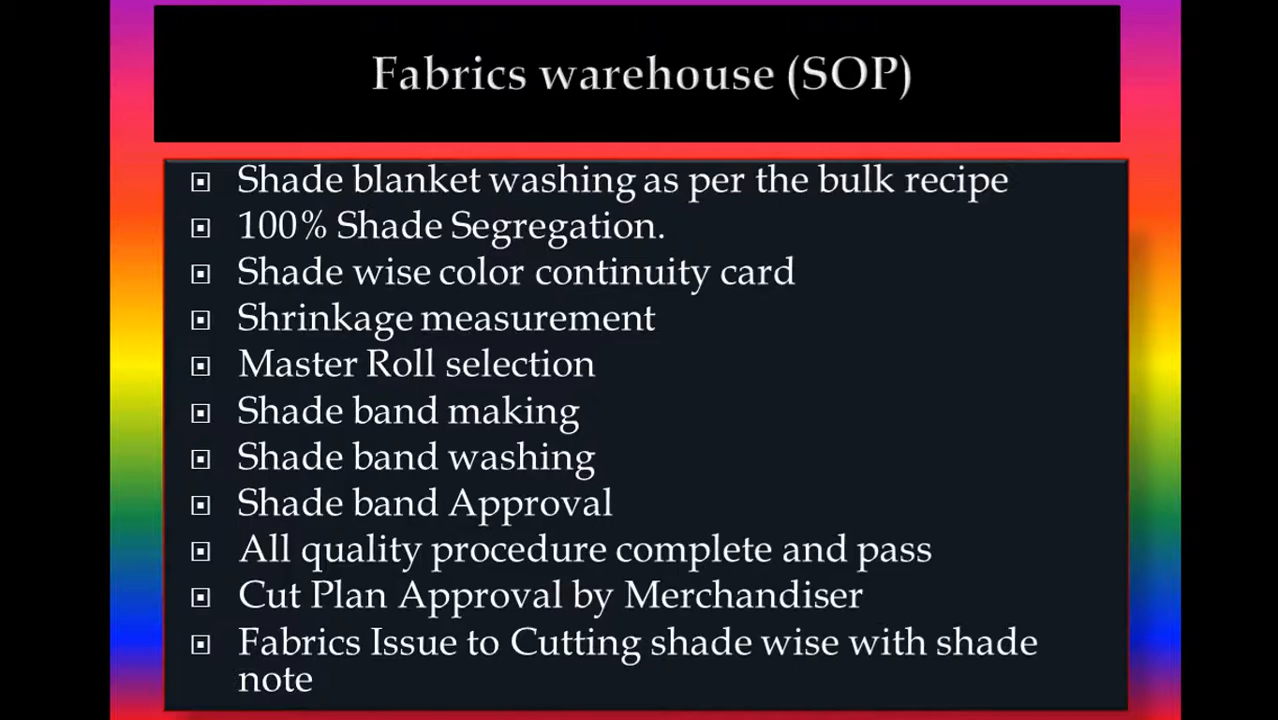 Fabrics warehouse (SOP)
Shade blanket washing as per the bulk recipe
100% Shade Segregation.
Shade wise color continuity card
Shrinkage measurement
Master Roll selection
Shade band making
Shade band washing
Shade band Approval
All quality procedure complete and pass
Cut Plan Approval by Merchandiser
Fabrics Issue to Cutting shade wise with shade
note